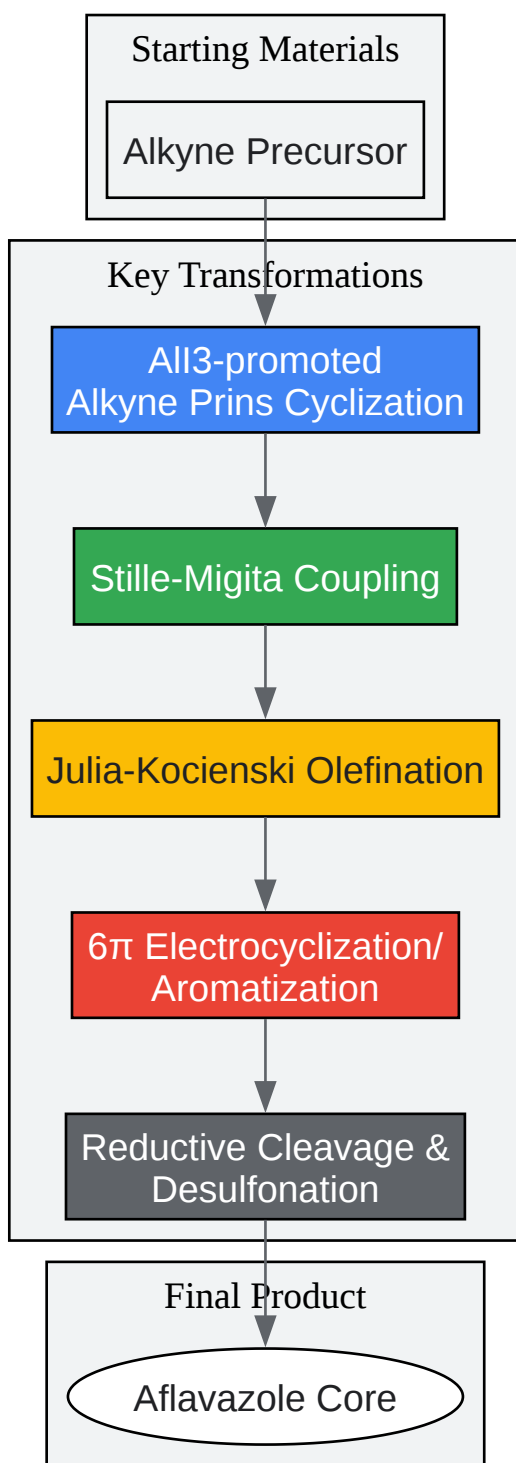 Starting Materials
Alkyne Precursor
Key Transformations
AlI3-promoted
Alkyne Prins Cyclization
Stille-Migita Coupling
Julia-Kocienski Olefination
6π Electrocyclization/
Aromatization
Reductive Cleavage &
Desulfonation
Final Product
Aflavazole Core